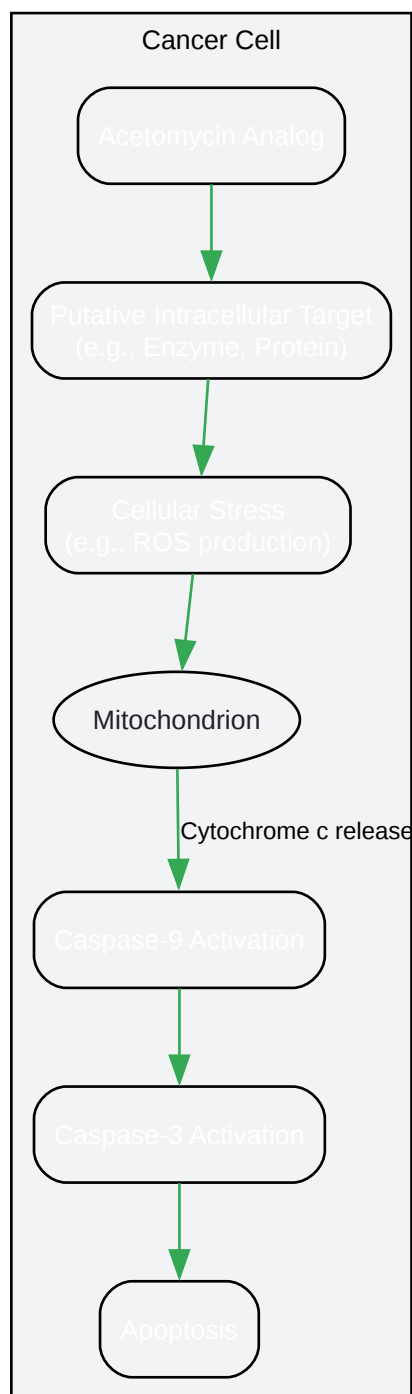 Cancer Cell
Acetomycin Analog
Putative Intracellular Target
(e.g., Enzyme, Protein)
Cellular Stress
(e.g., ROS production)
Mitochondrion
Cytochrome c release
Caspase-9 Activation
Caspase-3 Activation
Apoptosis